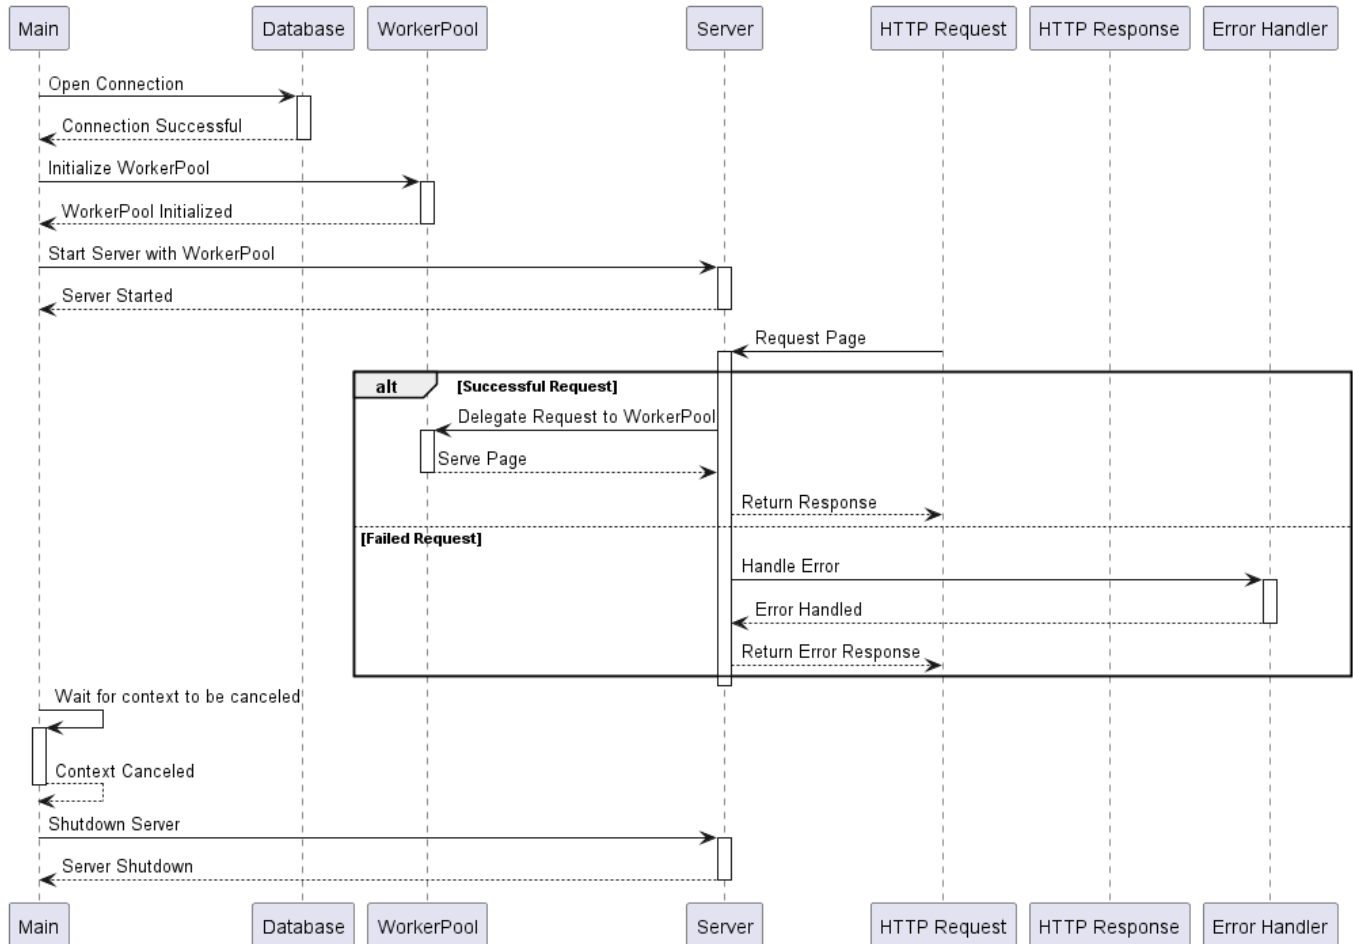 Main Database WorkerPool Server HTTP Request HTTP Response Error Handler
Open Connection
Connection Successful
Initialize WorkerPool
WorkerPool Initialized
Start Server with WorkerPool
Server Started
Request Page
alt [Successful Request]
Delegate Request to WorkerPool
Serve Page
Return Response
[Failed Request]
Handle Error
Error Handled
Return Error Response
Wait for context to be canceled
Context Canceled
Shutdown Server
Server Shutdown
Main Database WorkerPool Server HTTP Request HTTP Response Error Handler